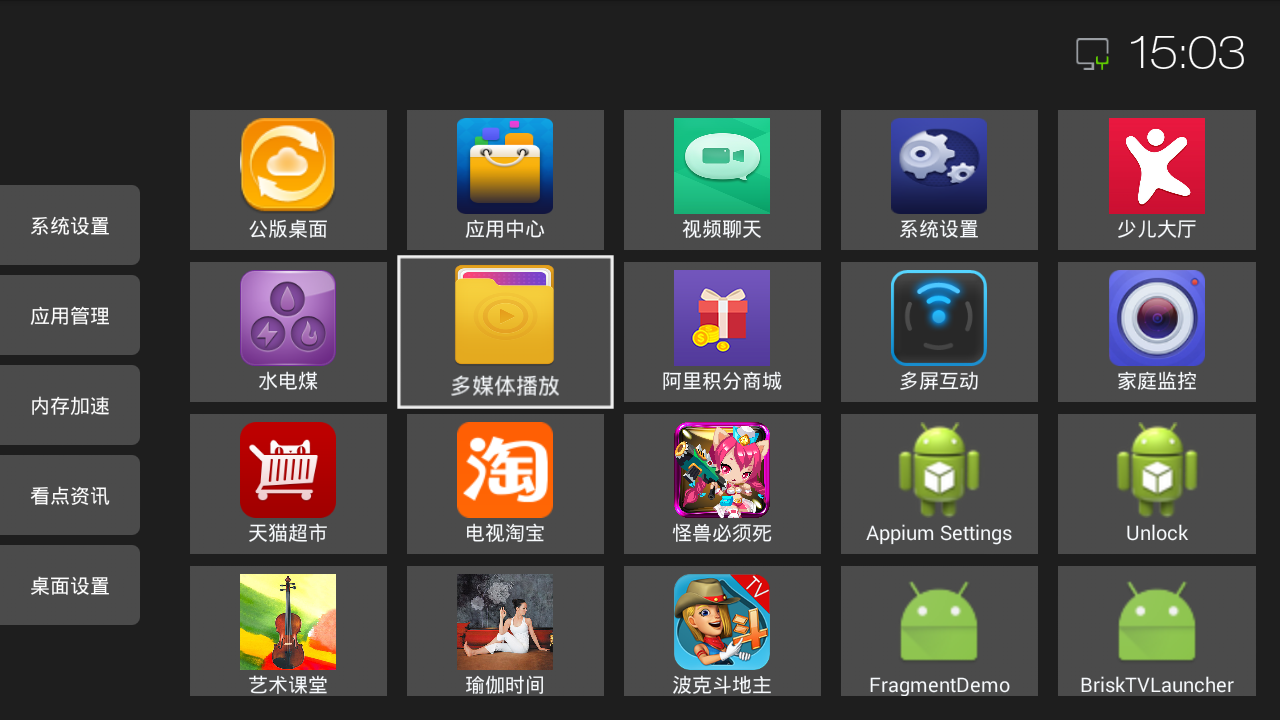 15:03
系统设置
应用管理
内存加速
看点资讯
桌面设置
公版桌面
应用中心
视频聊天
系统设置
少儿大厅
水电煤
多媒体播放
阿里积分商城
多屏互动
家庭监控
天猫超市
淘
电视淘宝
怪兽必须死
Appium Settings
Unlock
艺术课堂
瑜伽时间
TV
斗
波克斗地主
FragmentDemo
BriskTVLauncher